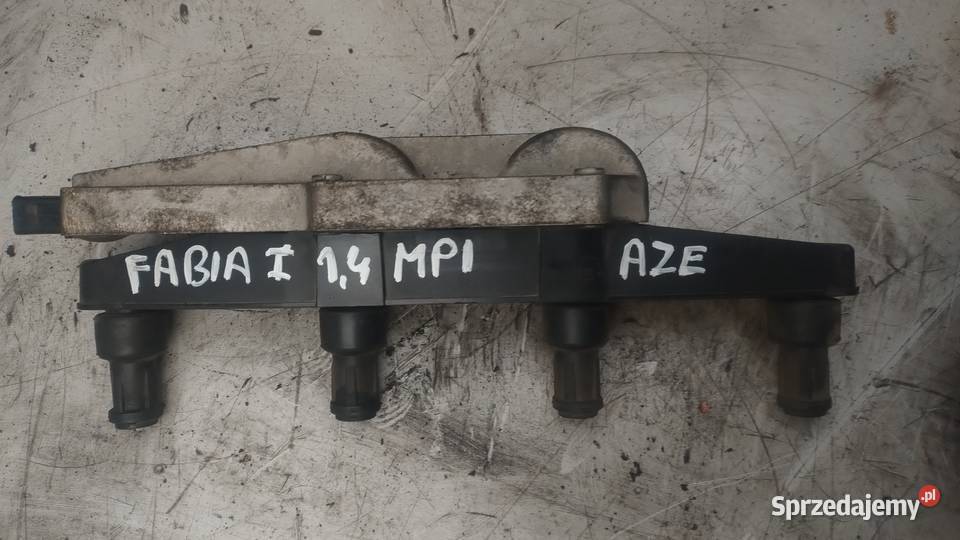 FABIA I 1,4 MPI AZE
Sprzedajemy.pl